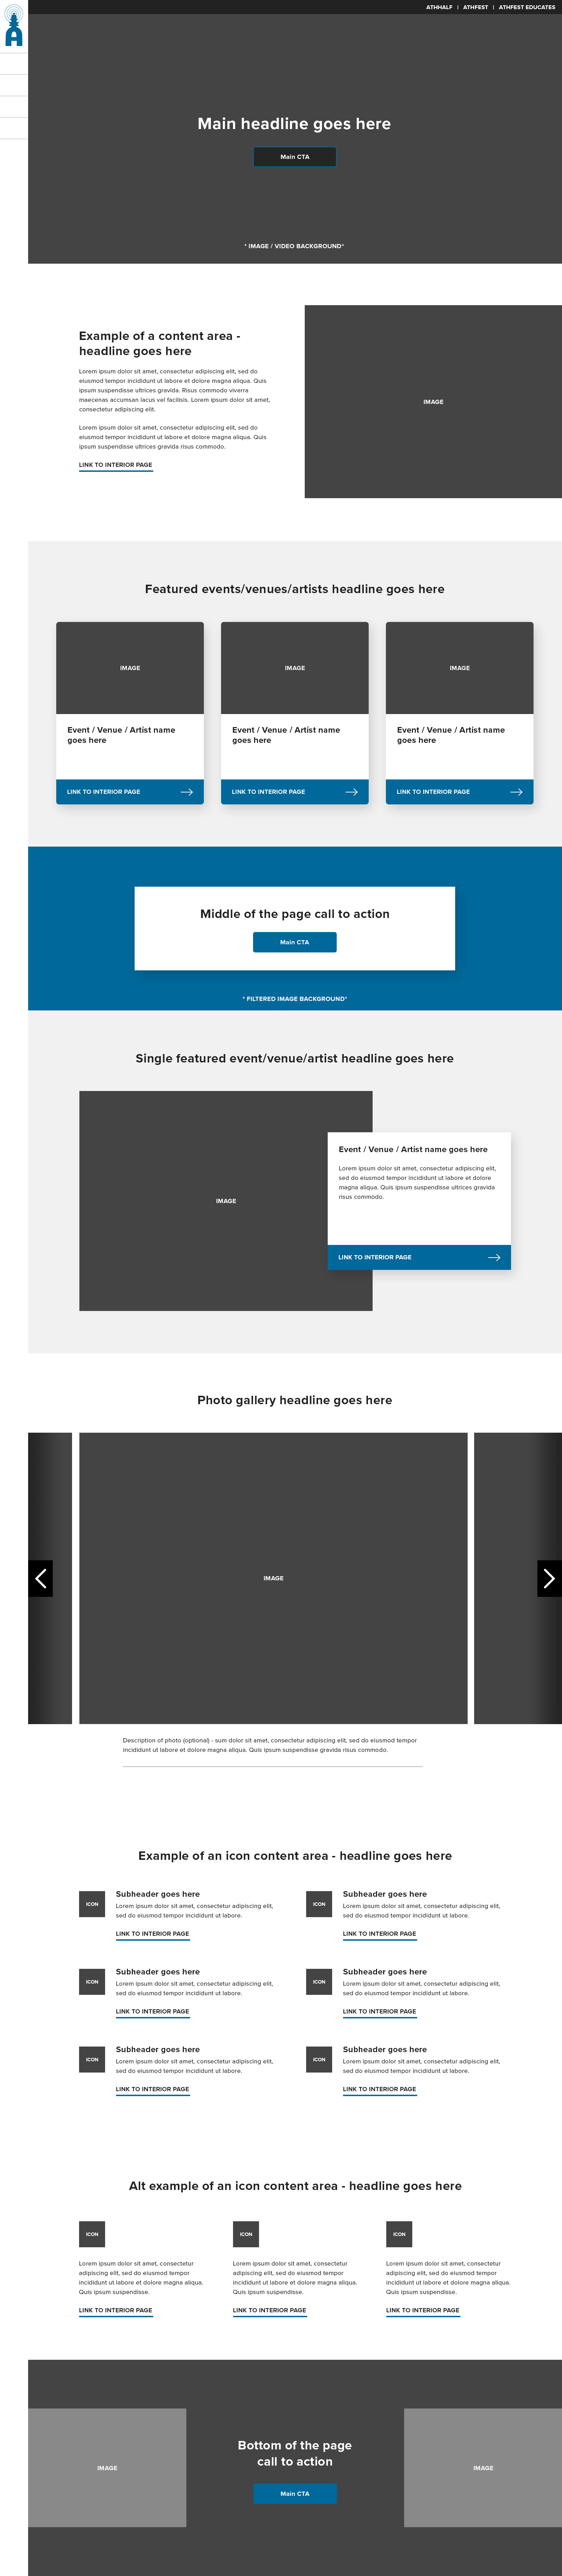 ATHHALF | ATHFEST | ATHFEST EDUCATES
Main headline goes here
Main CTA
* IMAGE / VIDEO BACKGROUND*
Example of a content area -
headline goes here
Lorem ipsum dolor sit amet, consectetur adipiscing elit, sed do
eiusmod tempor incididunt ut labore et dolore magna aliqua. Quis
ipsum suspendisse ultrices gravida. Risus commodo viverra
maecenas accumsan lacus vel facilisis. Lorem ipsum dolor sit amet,
consectetur adipiscing elit.
Lorem ipsum dolor sit amet, consectetur adipiscing elit, sed do
eiusmod tempor incididunt ut labore et dolore magna aliqua. Quis
ipsum suspendisse ultrices gravida risus commodo.
LINK TO INTERIOR PAGE
IMAGE
Featured events/venues/artists headline goes here
IMAGE
Event / Venue / Artist name
goes here
LINK TO INTERIOR PAGE
IMAGE
Event / Venue / Artist name
goes here
LINK TO INTERIOR PAGE
IMAGE
Event / Venue / Artist name
goes here
LINK TO INTERIOR PAGE
Middle of the page call to action
Main CTA
* FILTERED IMAGE BACKGROUND*
Single featured event/venue/artist headline goes here
IMAGE
Event / Venue / Artist name goes here
Lorem ipsum dolor sit amet, consectetur adipiscing elit,
sed do eiusmod tempor incididunt ut labore et dolore
magna aliqua. Quis ipsum suspendisse ultrices gravida
risus commodo.
LINK TO INTERIOR PAGE
Photo gallery headline goes here
IMAGE
Description of photo (optional) - sum dolor sit amet, consectetur adipiscing elit, sed do eiusmod tempor
incididunt ut labore et dolore magna aliqua. Quis ipsum suspendisse gravida risus commodo.
Example of an icon content area - headline goes here
ICON
Subheader goes here
Lorem ipsum dolor sit amet, consectetur adipiscing elit,
sed do eiusmod tempor incididunt ut labore.
LINK TO INTERIOR PAGE
ICON
Subheader goes here
Lorem ipsum dolor sit amet, consectetur adipiscing elit,
sed do eiusmod tempor incididunt ut labore.
LINK TO INTERIOR PAGE
ICON
Subheader goes here
Lorem ipsum dolor sit amet, consectetur adipiscing elit,
sed do eiusmod tempor incididunt ut labore.
LINK TO INTERIOR PAGE
ICON
Subheader goes here
Lorem ipsum dolor sit amet, consectetur adipiscing elit,
sed do eiusmod tempor incididunt ut labore.
LINK TO INTERIOR PAGE
ICON
Subheader goes here
Lorem ipsum dolor sit amet, consectetur adipiscing elit,
sed do eiusmod tempor incididunt ut labore.
LINK TO INTERIOR PAGE
ICON
Subheader goes here
Lorem ipsum dolor sit amet, consectetur adipiscing elit,
sed do eiusmod tempor incididunt ut labore.
LINK TO INTERIOR PAGE
Alt example of an icon content area - headline goes here
ICON
Lorem ipsum dolor sit amet, consectetur
adipiscing elit, sed do eiusmod tempor
incididunt ut labore et dolore magna aliqua.
Quis ipsum suspendisse.
LINK TO INTERIOR PAGE
ICON
Lorem ipsum dolor sit amet, consectetur
adipiscing elit, sed do eiusmod tempor
incididunt ut labore et dolore magna aliqua.
Quis ipsum suspendisse.
LINK TO INTERIOR PAGE
ICON
Lorem ipsum dolor sit amet, consectetur
adipiscing elit, sed do eiusmod tempor
incididunt ut labore et dolore magna aliqua.
Quis ipsum suspendisse.
LINK TO INTERIOR PAGE
IMAGE
Bottom of the page
call to action
Main CTA
IMAGE